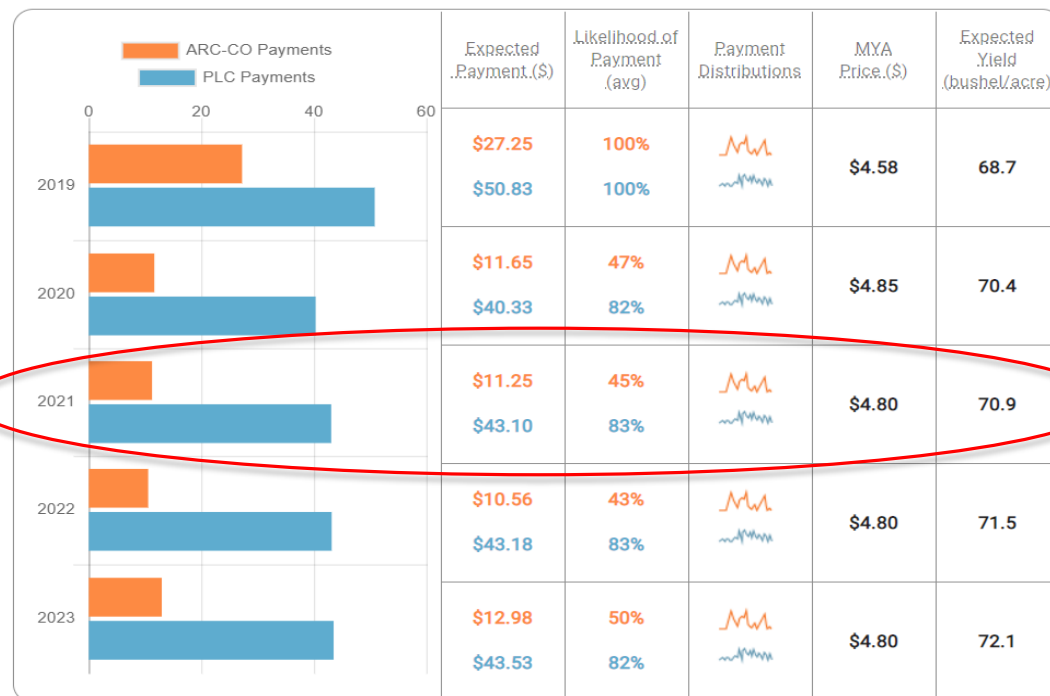 ARC-CO Payments
PLC Payments
Expected
Payment ($)
Likelihood of
Payment
(avg)
Payment
Distributions
MYA
Price ($)
Expected
Yield
(bushel/acre)
0 20 40 60
2019
$27.25 100%
$50.83 100%
$4.58 68.7
2020
$11.65 47%
$40.33 82%
$4.85 70.4
2021
$11.25 45%
$43.10 83%
$4.80 70.9
2022
$10.56 43%
$43.18 83%
$4.80 71.5
2023
$12.98 50%
$43.53 82%
$4.80 72.1